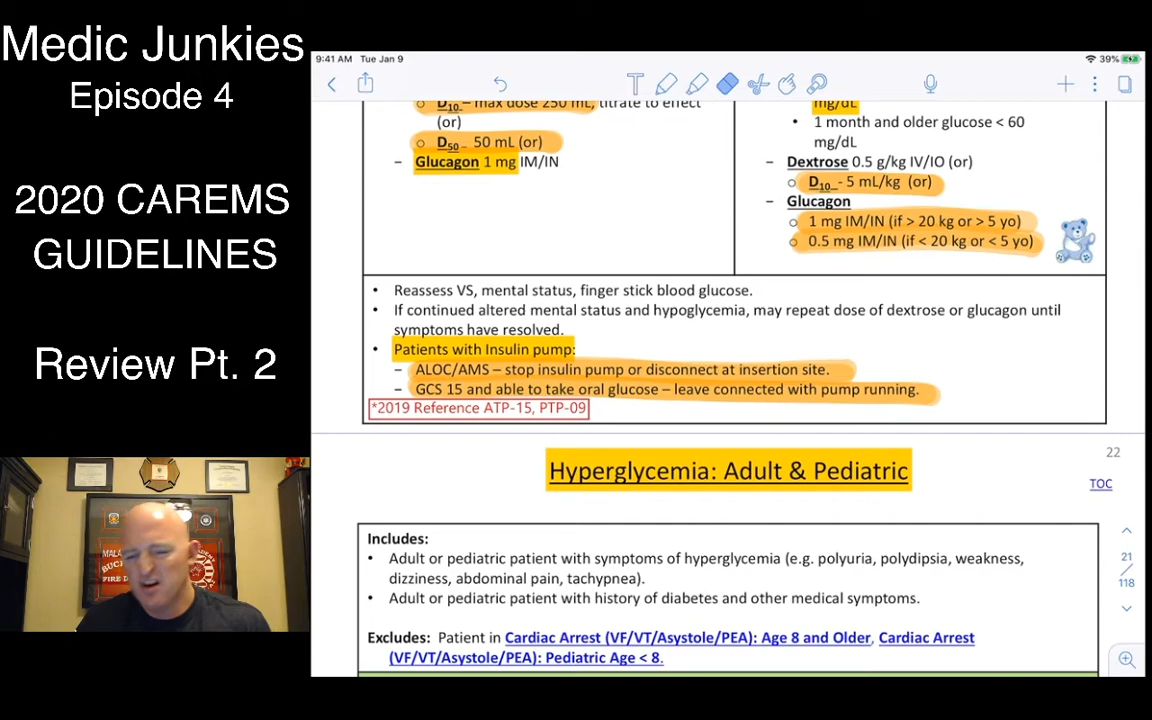 Medic Junkies
Episode 4
2020 CAREMS
GUIDELINES
Review Pt. 2
9:41 AM Tue Jan 9
39%
T
D10 – max dose 250 mL, titrate to effect
(or)
D50 – 50 mL (or)
– Glucagon 1 mg IM/IN
mg/dL
• 1 month and older glucose < 60
mg/dL
– Dextrose 0.5 g/kg IV/IO (or)
D10 - 5 mL/kg (or)
– Glucagon
1 mg IM/IN (if > 20 kg or > 5 yo)
0.5 mg IM/IN (if < 20 kg or < 5 yo)
• Reassess VS, mental status, finger stick blood glucose.
• If continued altered mental status and hypoglycemia, may repeat dose of dextrose or glucagon until
symptoms have resolved.
• Patients with Insulin pump:
– ALOC/AMS – stop insulin pump or disconnect at insertion site.
– GCS 15 and able to take oral glucose – leave connected with pump running.
*2019 Reference ATP-15, PTP-09
22
Hyperglycemia: Adult & Pediatric
TOC
Includes:
• Adult or pediatric patient with symptoms of hyperglycemia (e.g. polyuria, polydipsia, weakness,
dizziness, abdominal pain, tachypnea).
• Adult or pediatric patient with history of diabetes and other medical symptoms.
Excludes: Patient in Cardiac Arrest (VF/VT/Asystole/PEA): Age 8 and Older, Cardiac Arrest
(VF/VT/Asystole/PEA): Pediatric Age < 8.
21
/
118